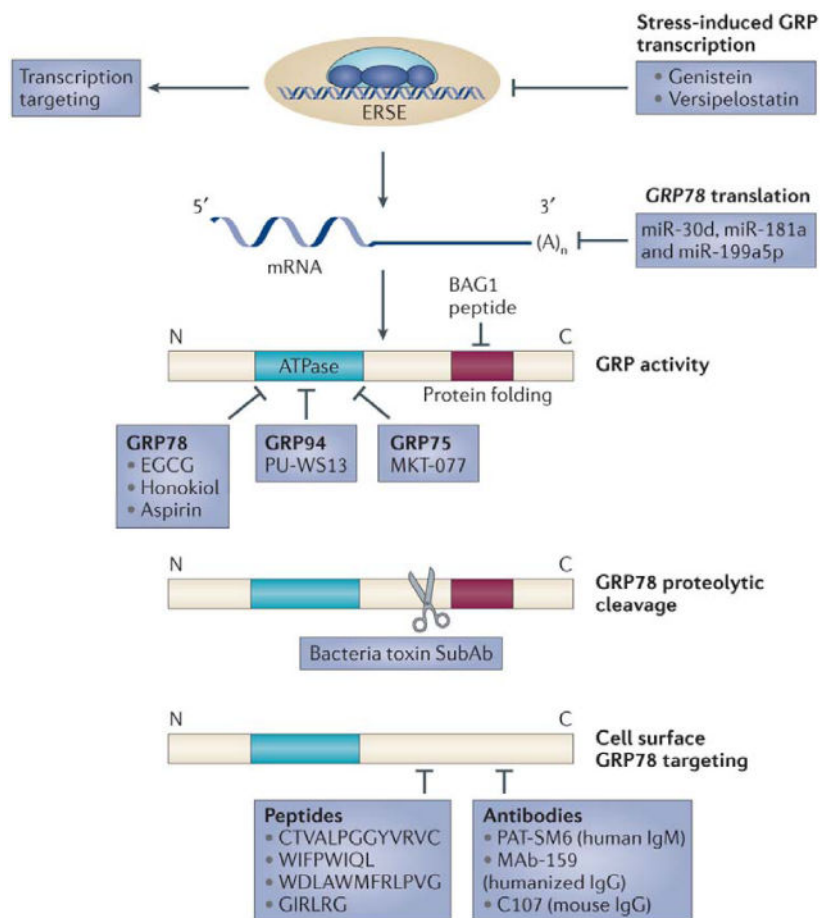 Stress-induced GRP
transcription
• Genistein
• Versipelostatin
Transcription
targeting
ERSE
GRP78 translation
miR-30d, miR-181a
and miR-199a5p
5′
3′
(A)n
mRNA
BAG1
peptide
N
C
ATPase
GRP activity
Protein folding
GRP78
• EGCG
• Honokiol
• Aspirin
GRP94
PU-WS13
GRP75
MKT-077
N
C
GRP78 proteolytic
cleavage
Bacteria toxin SubAb
N
C
Cell surface
GRP78 targeting
Peptides
• CTVALPGGYVRVC
• WIFPWIQL
• WDLAWMFRLPVG
• GIRLRG
Antibodies
• PAT-SM6 (human IgM)
• MAb-159
(humanized IgG)
• C107 (mouse IgG)